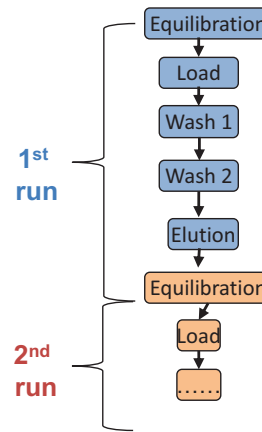 Equilibration
Load
Wash 1
Wash 2
1st
run
Elution
Equilibration
Load
2nd
run
......